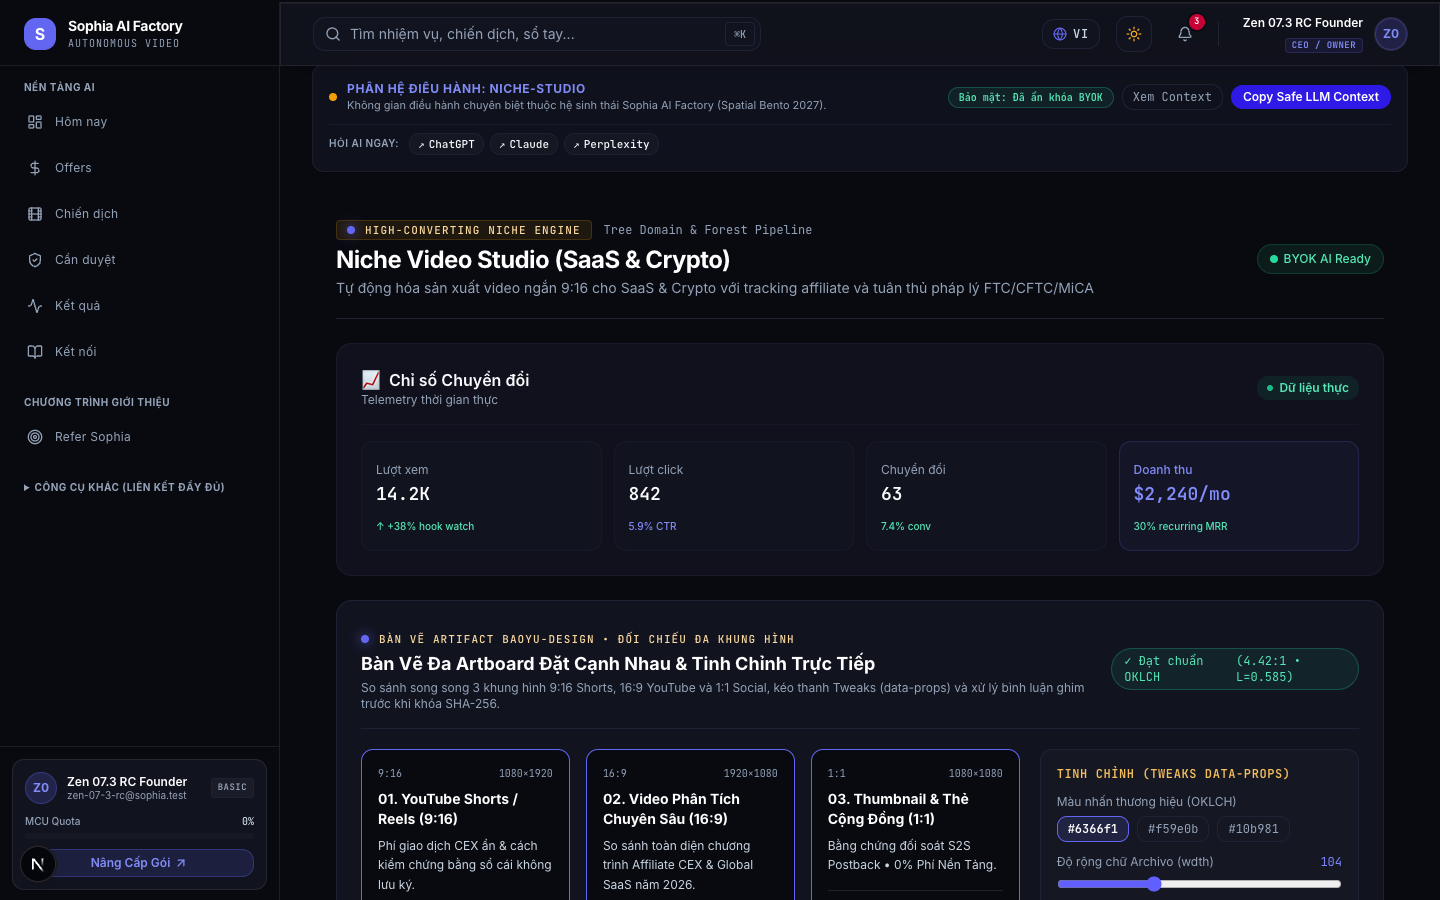 S
Sophia AI Factory
AUTONOMOUS VIDEO
Tìm nhiệm vụ, chiến dịch, sổ tay...
⌘K
VI
3
Zen 07.3 RC Founder
CEO / OWNER
ZO
NỀN TẢNG AI
Hôm nay
Offers
Chiến dịch
Cần duyệt
Kết quả
Kết nối
CHƯƠNG TRÌNH GIỚI THIỆU
Refer Sophia
▸ CÔNG CỤ KHÁC (LIÊN KẾT ĐẦY ĐỦ)
ZO
Zen 07.3 RC Founder
zen-07-3-rc@sophia.test
BASIC
MCU Quota
0%
N
Nâng Cấp Gói ↗
PHÂN HỆ ĐIỀU HÀNH: NICHE-STUDIO
Không gian điều hành chuyên biệt thuộc hệ sinh thái Sophia AI Factory (Spatial Bento 2027).
Bảo mật: Đã ẩn khóa BYOK
Xem Context
Copy Safe LLM Context
HỎI AI NGAY:
↗ ChatGPT
↗ Claude
↗ Perplexity
HIGH-CONVERTING NICHE ENGINE
Tree Domain & Forest Pipeline
Niche Video Studio (SaaS & Crypto)
Tự động hóa sản xuất video ngắn 9:16 cho SaaS & Crypto với tracking affiliate và tuân thủ pháp lý FTC/CFTC/MiCA
BYOK AI Ready
📈 Chỉ số Chuyển đổi
Telemetry thời gian thực
Dữ liệu thực
Lượt xem
14.2K
↑ +38% hook watch
Lượt click
842
5.9% CTR
Chuyển đổi
63
7.4% conv
Doanh thu
$2,240/mo
30% recurring MRR
BÀN VẼ ARTIFACT BAOYU-DESIGN • ĐỐI CHIẾU ĐA KHUNG HÌNH
Bàn Vẽ Đa Artboard Đặt Cạnh Nhau & Tinh Chỉnh Trực Tiếp
So sánh song song 3 khung hình 9:16 Shorts, 16:9 YouTube và 1:1 Social, kéo thanh Tweaks (data-props) và xử lý bình luận ghim
trước khi khóa SHA-256.
✓ Đạt chuẩn OKLCH
(4.42:1 • L=0.585)
9:16
1080×1920
01. YouTube Shorts /
Reels (9:16)
Phí giao dịch CEX ẩn & cách
kiểm chứng bằng sổ cái không
lưu ký.
16:9
1920×1080
02. Video Phân Tích
Chuyên Sâu (16:9)
So sánh toàn diện chương
trình Affiliate CEX & Global
SaaS năm 2026.
1:1
1080×1080
03. Thumbnail & Thẻ
Cộng Đồng (1:1)
Bằng chứng đối soát S2S
Postback • 0% Phí Nền Tảng.
TINH CHỈNH (TWEAKS DATA-PROPS)
Màu nhấn thương hiệu (OKLCH)
#6366f1
#f59e0b
#10b981
Độ rộng chữ Archivo (wdth)
104